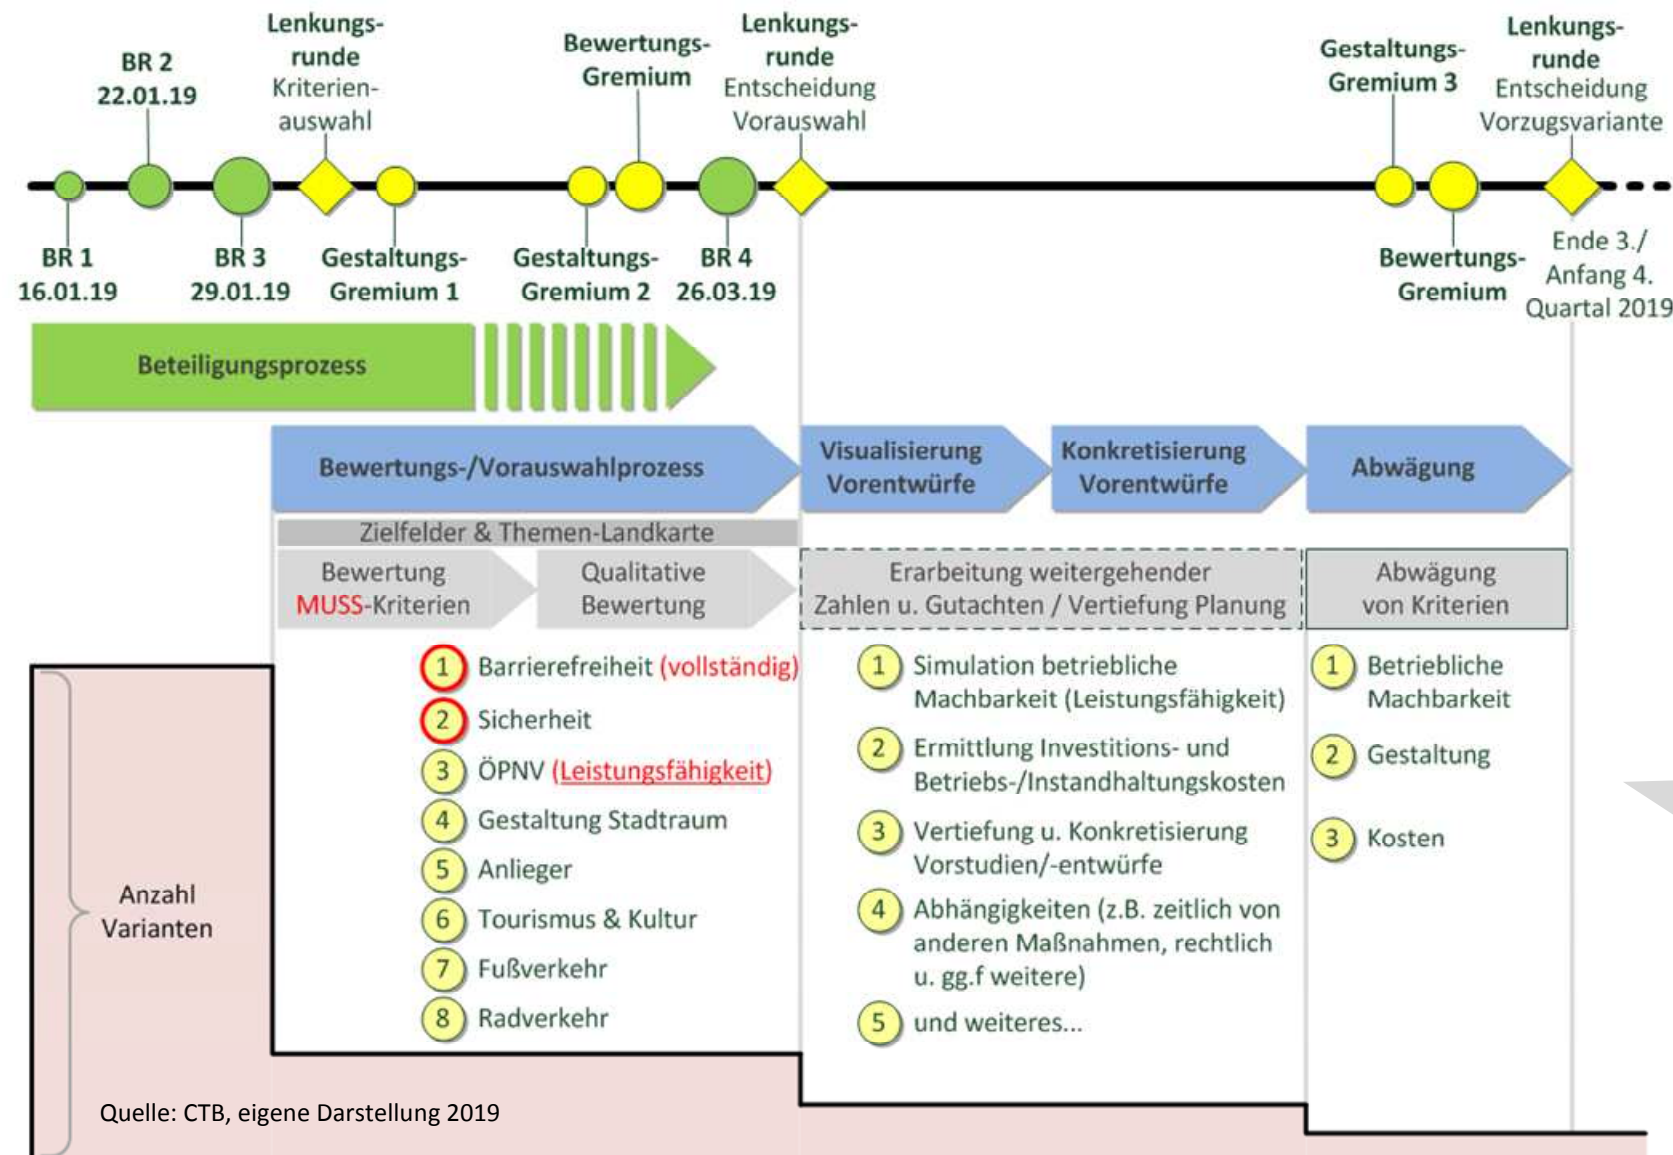 Lenkungs-
runde
Kriterien-
auswahl
BR 2
22.01.19
Bewertungs-
Gremium
Lenkungs-
runde
Entscheidung
Vorauswahl
Gestaltungs-
Gremium 3
Lenkungs-
runde
Entscheidung
Vorzugsvariante
BR 1
16.01.19
BR 3
29.01.19
Gestaltungs-
Gremium 1
Gestaltungs-
Gremium 2
BR 4
26.03.19
Bewertungs-
Gremium
Ende 3./
Anfang 4.
Quartal 2019
Beteiligungsprozess
Bewertungs-/Vorauswahlprozess
Visualisierung
Vorentwürfe
Konkretisierung
Vorentwürfe
Abwägung
Zielfelder & Themen-Landkarte
Bewertung
MUSS-Kriterien
Qualitative
Bewertung
Erarbeitung weitergehender
Zahlen u. Gutachten / Vertiefung Planung
Abwägung
von Kriterien
1 Barrierefreiheit (vollständig)
2 Sicherheit
3 ÖPNV (Leistungsfähigkeit)
4 Gestaltung Stadtraum
5 Anlieger
6 Tourismus & Kultur
7 Fußverkehr
8 Radverkehr
1 Simulation betriebliche
Machbarkeit (Leistungsfähigkeit)
2 Ermittlung Investitions- und
Betriebs-/Instandhaltungskosten
3 Vertiefung u. Konkretisierung
Vorstudien/-entwürfe
4 Abhängigkeiten (z.B. zeitlich von
anderen Maßnahmen, rechtlich
u. gg.f weitere)
5 und weiteres...
1 Betriebliche
Machbarkeit
2 Gestaltung
3 Kosten
Anzahl
Varianten
Quelle: CTB, eigene Darstellung 2019